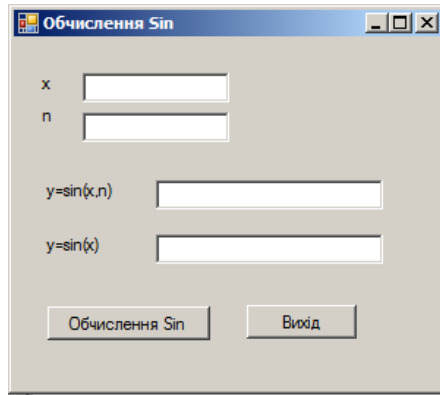 Обчислення Sin
x
n
y=sin(x,n)
y=sin(x)
Обчислення Sin Вихід